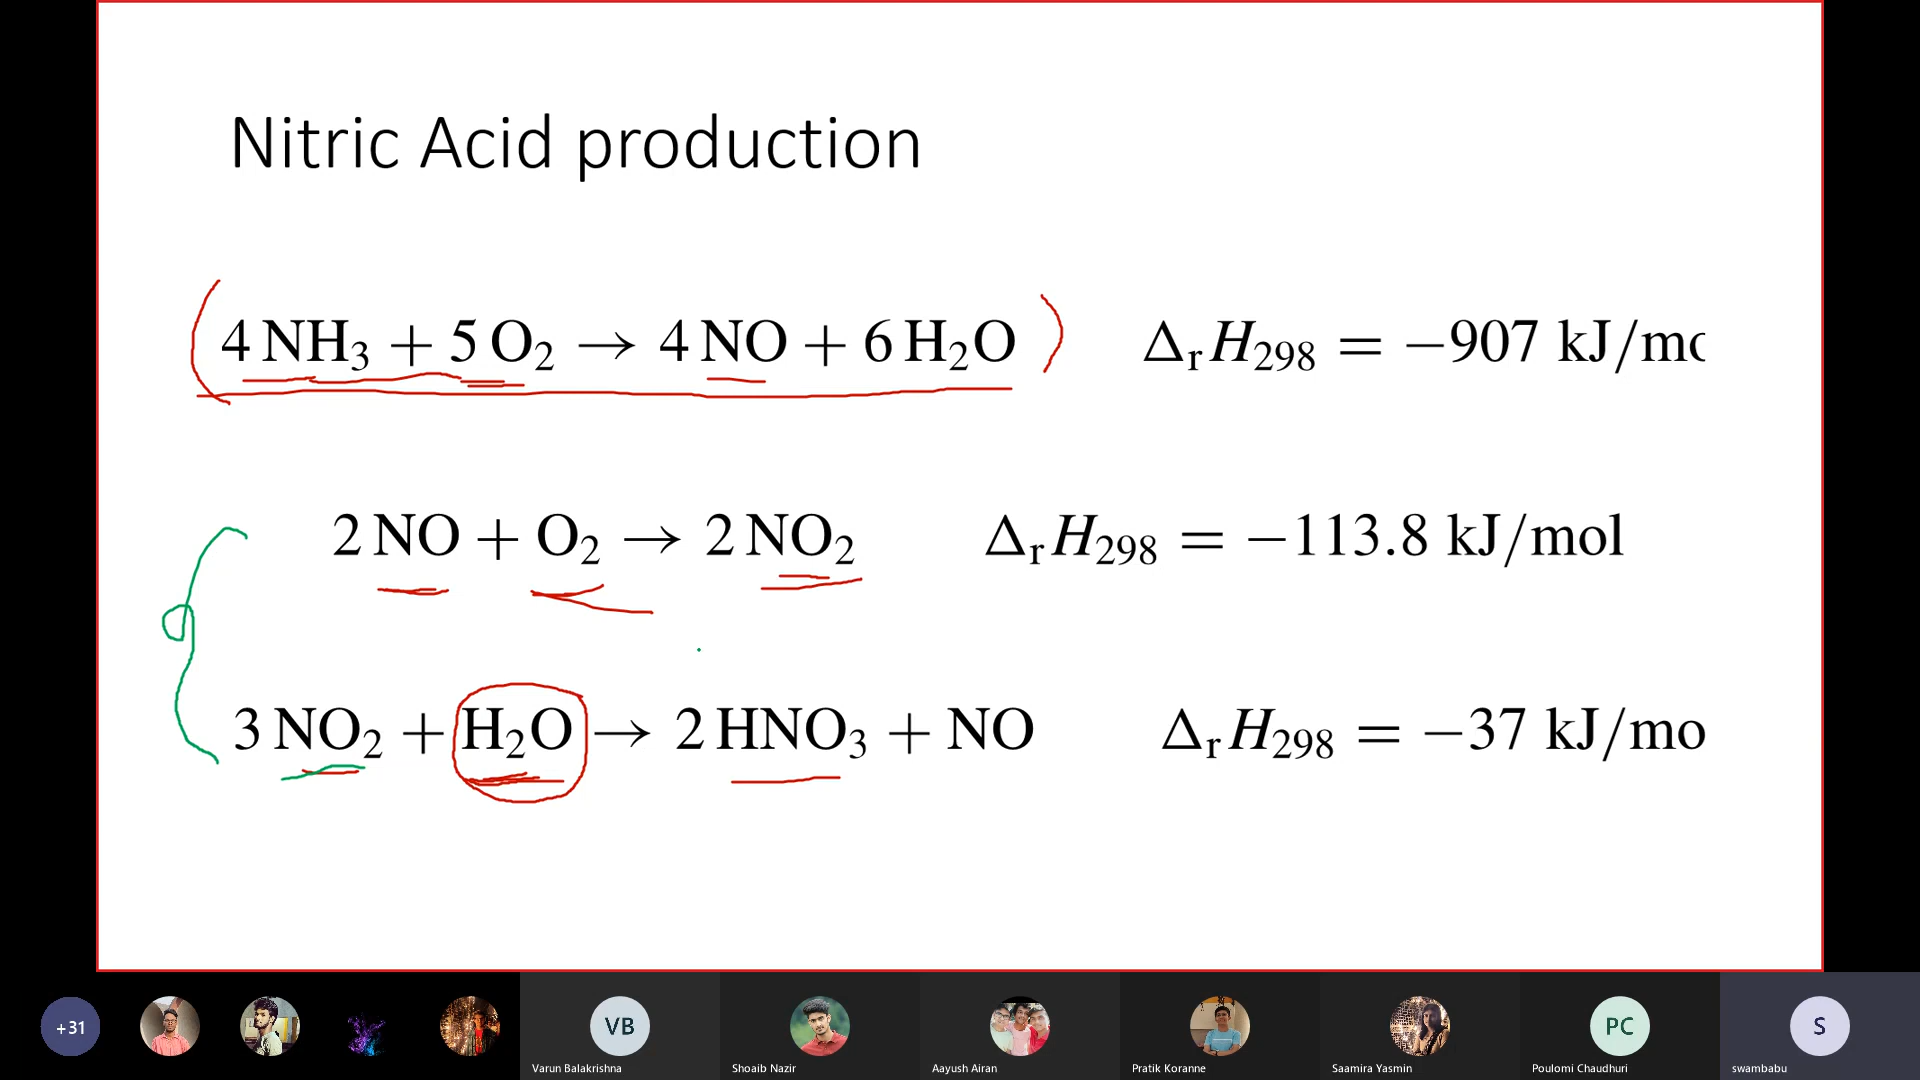 Nitric Acid production
4 NH₃ + 5 O₂ → 4 NO + 6 H₂O  ΔᵣH₂₉₈ = −907 kJ/mo
2 NO + O₂ → 2 NO₂  ΔᵣH₂₉₈ = −113.8 kJ/mol
3 NO₂ + H₂O → 2 HNO₃ + NO  ΔᵣH₂₉₈ = −37 kJ/mo
+31 VB PC S
Varun Balakrishna Shoaib Nazir Aayush Airan Pratik Koranne Saamira Yasmin Poulomi Chaudhuri swambabu